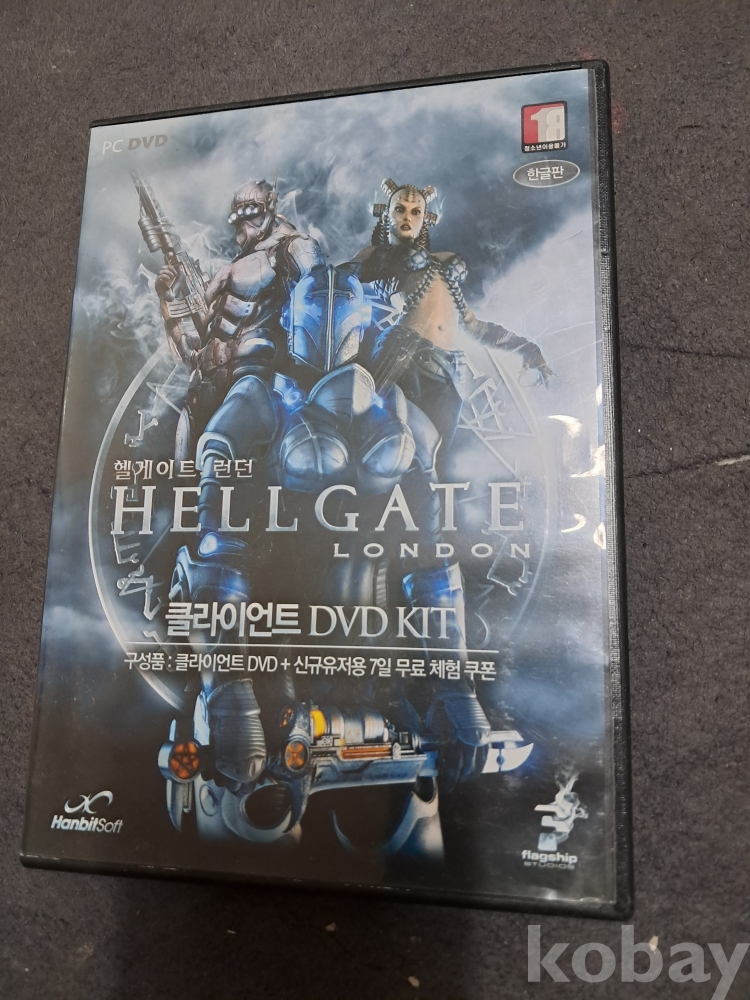 PC DVD
18
청소년이용불가
한글판
헬게이트 런던
HELLGATE
LONDON
클라이언트 DVD KIT
구성품 : 클라이언트 DVD + 신규유저용 7일 무료 체험 쿠폰
HanbitSoft
flagship
STUDIOS
kobay